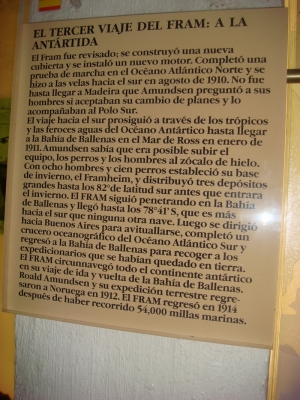 EL TERCER VIAJE DEL FRAM: A LA
ANTÁRTIDA
El Fram fue revisado; se construyó una nueva
cubierta y se instaló un nuevo motor. Completó una
prueba de marcha en el Océano Atlántico Norte y se
hizo a las velas hacia el sur en agosto de 1910. No fue
hasta llegar a Madeira que Amundsen preguntó a sus
hombres si aceptaban su cambio de planes y lo
acompañaban al Polo Sur.
El viaje hacia el sur prosiguió a través de los trópicos
y las feroces aguas del Océano Antártico hasta llegar
a la Bahía de Ballenas en el Mar de Ross en enero de
1911. Amundsen sabía que era posible subir el
equipo, los perros y los hombres al zócalo de hielo.
Con ocho hombres y cien perros estableció su base
de invierno, el Framheim, y distribuyó tres depósitos
grandes hasta los 82° de latitud sur antes que entrara
el invierno. El FRAM siguió penetrando en la Bahía
de Ballenas y llegó hasta los 78°41' S, que es más
hacia el sur que ninguna otra nave. Luego se dirigió
hacia Buenos Aires para avituallarse, completó un
crucero oceanográfico del Océano Atlántico Sur y
regresó a la Bahía de Ballenas para recoger a los
expedicionarios que se habían quedado en tierra.
El FRAM circunnavegó todo el continente antártico
en su viaje de ida y vuelta de la Bahía de Ballenas.
Roald Amundsen y su expedición terrestre regre-
saron a Noruega en 1912. El FRAM regresó en 1914
después de haber recorrido 54,000 millas marinas.